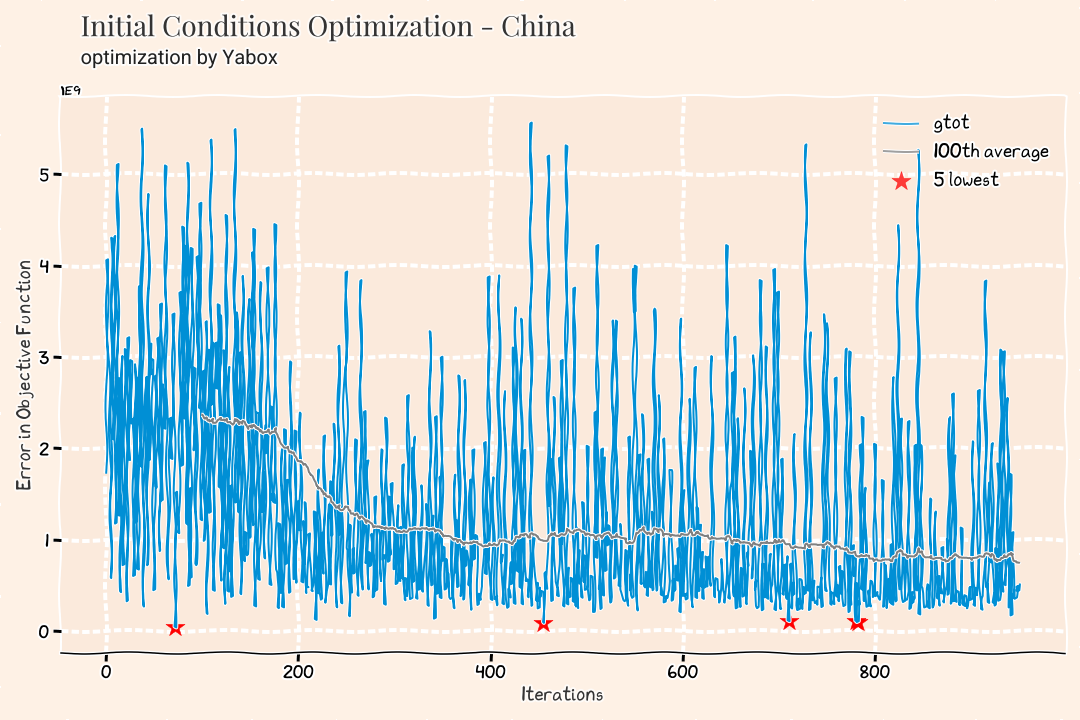 Initial Conditions Optimization - China
optimization by Yabox
1E9
gtot
100th average
5 lowest
5
4
3
2
1
0
Error in Objective Function
0 200 400 600 800
Iterations